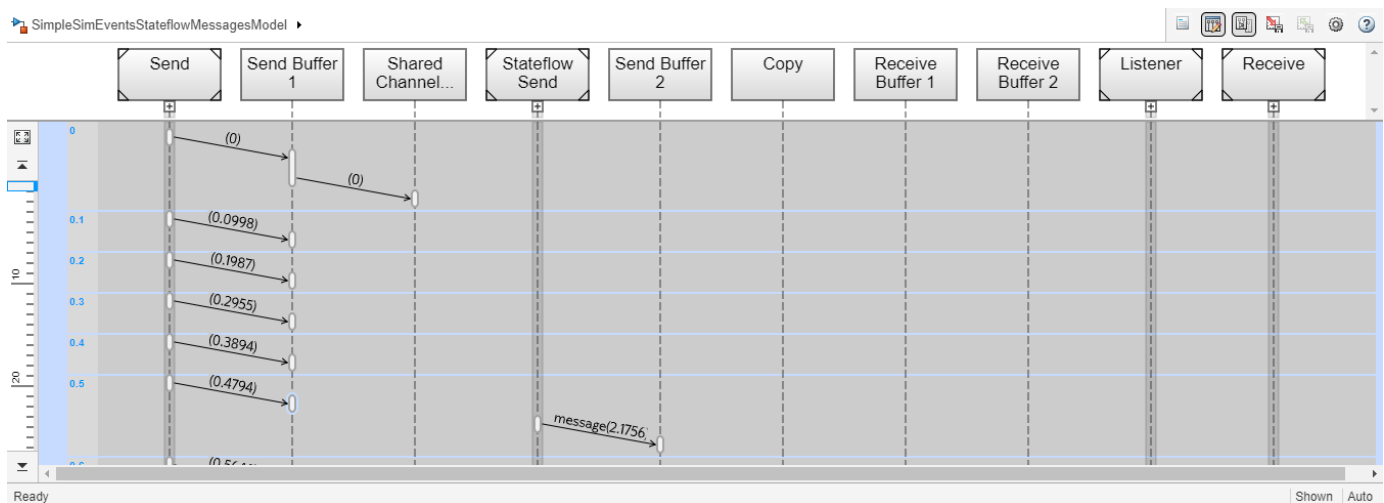 SimpleSimEventsStateflowMessagesModel
Send
Send Buffer
1
Shared
Channel...
Stateflow
Send
Send Buffer
2
Copy
Receive
Buffer 1
Receive
Buffer 2
Listener
Receive
0
(0)
(0)
0.1
(0.0998)
0.2
(0.1987)
10
0.3
(0.2955)
0.4
(0.3894)
20
0.5
(0.4794)
message(2.1756
Ready
Shown
Auto